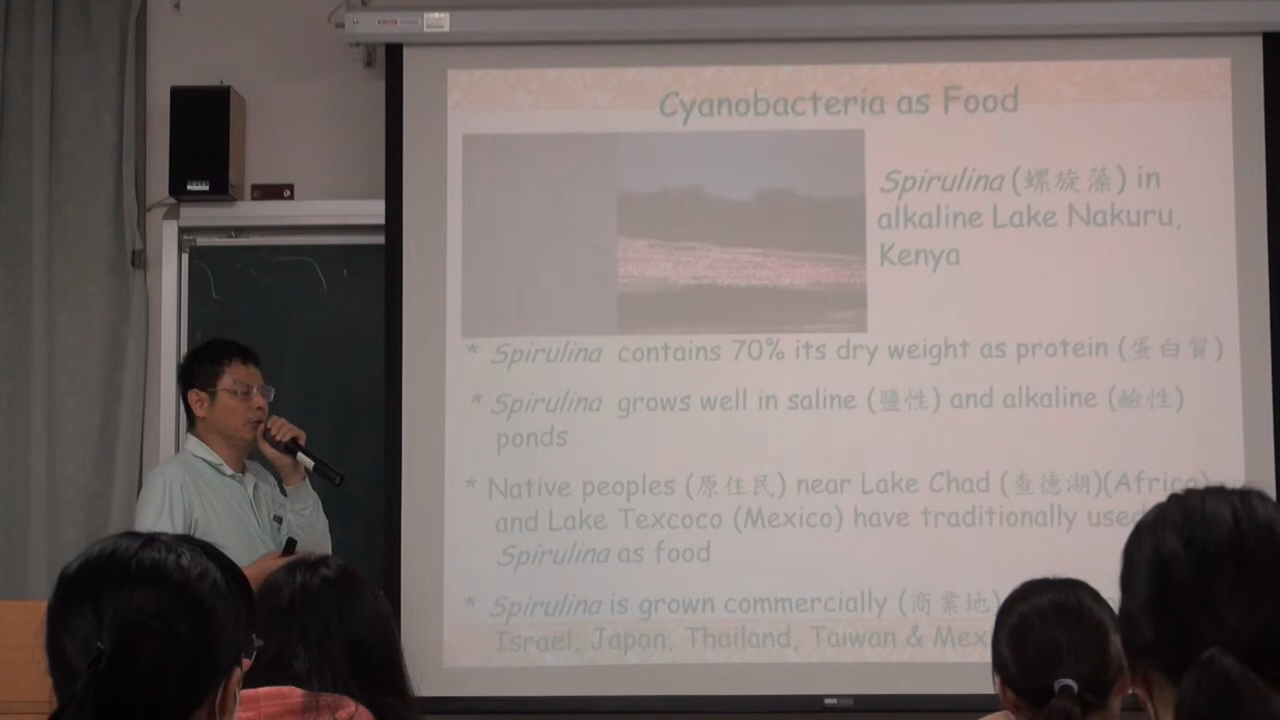 Cyanobacteria as Food
Spirulina (螺旋藻) in
alkaline Lake Nakuru,
Kenya
* Spirulina contains 70% its dry weight as protein (蛋白質)
* Spirulina grows well in saline (鹽性) and alkaline (鹼性)
ponds
* Native peoples (原住民) near Lake Chad (查德湖)(Africa)
and Lake Texcoco (Mexico) have traditionally used
Spirulina as food
* Spirulina is grown commercially (商業地)
Israel, Japan, Thailand, Taiwan &